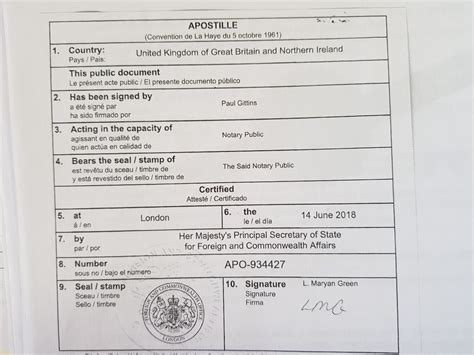 APOSTILLE
(Convention de La Haye du 5 octobre 1961)
1. Country: United Kingdom of Great Britain and Northern Ireland
Pays / Pais:
This public document
Le présent acte public / El presente documento público
2. Has been signed by Paul Gittins
a été signé par
ha sido firmado por
3. Acting in the capacity of Notary Public
agissant en qualité de
quien actúa en calidad de
4. Bears the seal / stamp of The Said Notary Public
est revêtu du sceau / timbre de
y está revestido del sello / timbre de
Certified
Attesté / Certificado
5. at London 6. the 14 June 2018
á / en le / el día
7. by Her Majesty's Principal Secretary of State
par / por for Foreign and Commonwealth Affairs
8. Number APO-934427
sous no / bajo el numero
9. Seal / stamp 10. Signature L. Maryan Green
Sceau / timbre Signature
Sello / timbre Firma LMG
FOREIGN AND COMMONWEALTH OFFICE
LONDON